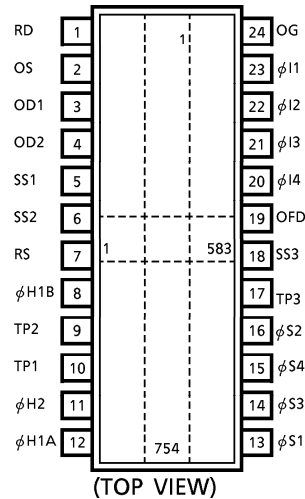 RD 1 1 24 OG
OS 2 23 ϕI1
OD1 3 22 ϕI2
OD2 4 21 ϕI3
SS1 5 20 ϕI4
SS2 6 19 OFD
RS 7 1 583 18 SS3
ϕH1B 8 17 TP3
TP2 9 16 ϕS2
TP1 10 15 ϕS4
ϕH2 11 14 ϕS3
ϕH1A 12 754 13 ϕS1
(TOP VIEW)